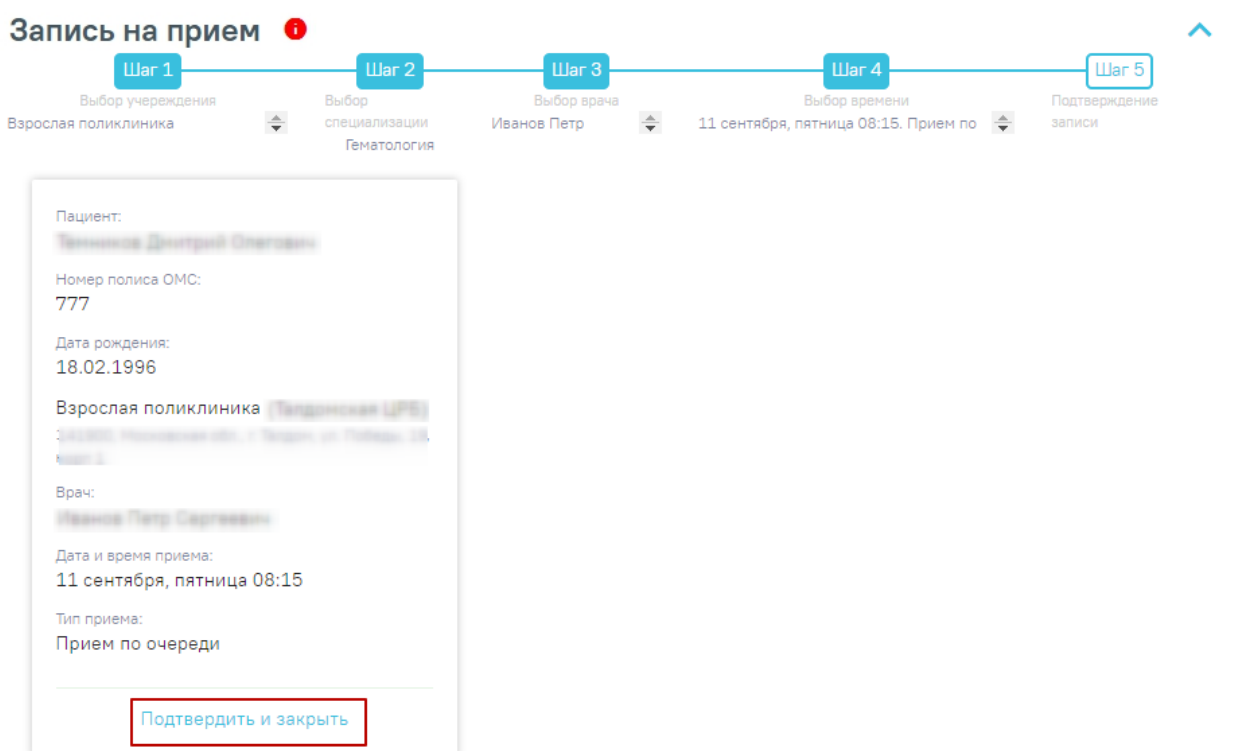 Запись на прием
Шаг 1 Шаг 2 Шаг 3 Шаг 4 Шаг 5
Выбор учереждения
Взрослая поликлиника
Выбор
специализации
Гематология
Выбор врача
Иванов Петр
Выбор времени
11 сентября, пятница 08:15. Прием по
Подтверждение
записи
Пациент:
Номер полиса ОМС:
777
Дата рождения:
18.02.1996
Взрослая поликлиника
Врач:
Дата и время приема:
11 сентября, пятница 08:15
Тип приема:
Прием по очереди
Подтвердить и закрыть